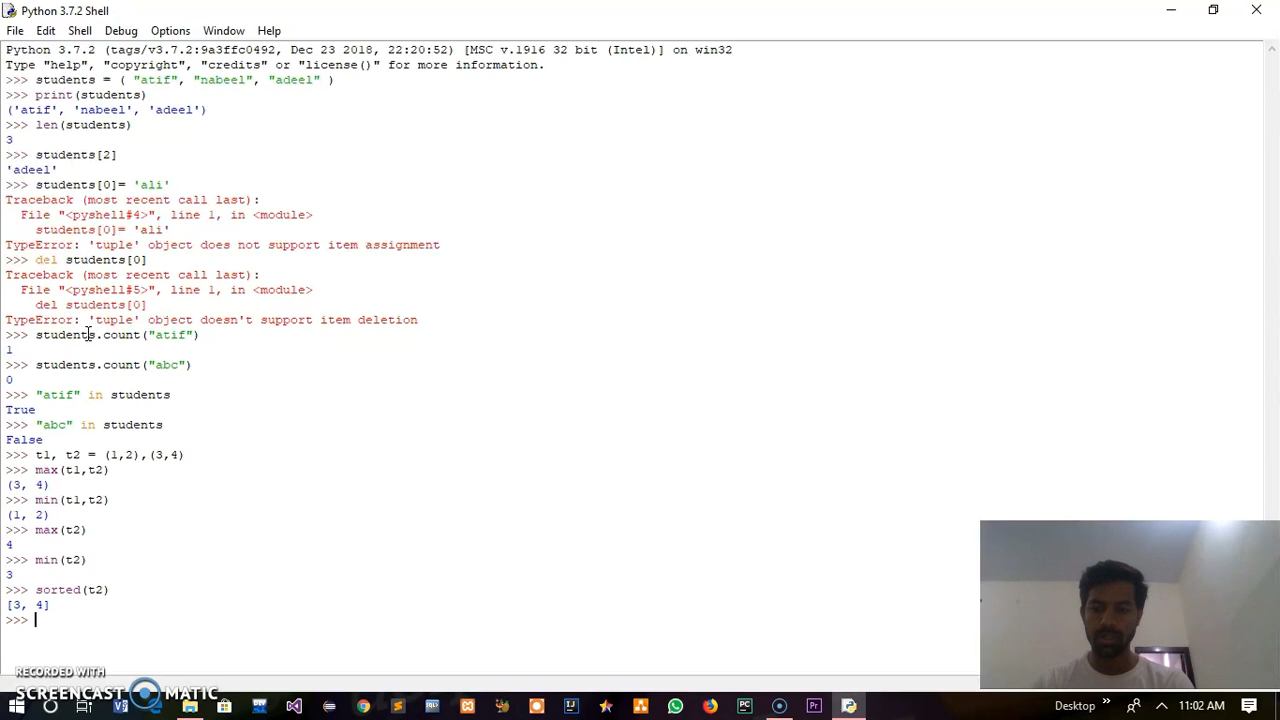 Python 3.7.2 Shell
File Edit Shell Debug Options Window Help
Python 3.7.2 (tags/v3.7.2:9a3ffc0492, Dec 23 2018, 22:20:52) [MSC v.1916 32 bit (Intel)] on win32
Type "help", "copyright", "credits" or "license()" for more information.
>>> students = ( "atif", "nabeel", "adeel" )
>>> print(students)
('atif', 'nabeel', 'adeel')
>>> len(students)
3
>>> students[2]
'adeel'
>>> students[0]= 'ali'
Traceback (most recent call last):
  File "<pyshell#4>", line 1, in <module>
    students[0]= 'ali'
TypeError: 'tuple' object does not support item assignment
>>> del students[0]
Traceback (most recent call last):
  File "<pyshell#5>", line 1, in <module>
    del students[0]
TypeError: 'tuple' object doesn't support item deletion
>>> students.count("atif")
1
>>> students.count("abc")
0
>>> "atif" in students
True
>>> "abc" in students
False
>>> t1, t2 = (1,2),(3,4)
>>> max(t1,t2)
(3, 4)
>>> min(t1,t2)
(1, 2)
>>> max(t2)
4
>>> min(t2)
3
>>> sorted(t2)
[3, 4]
>>>
RECORDED WITH
SCREENCAST MATIC
Desktop 11:02 AM